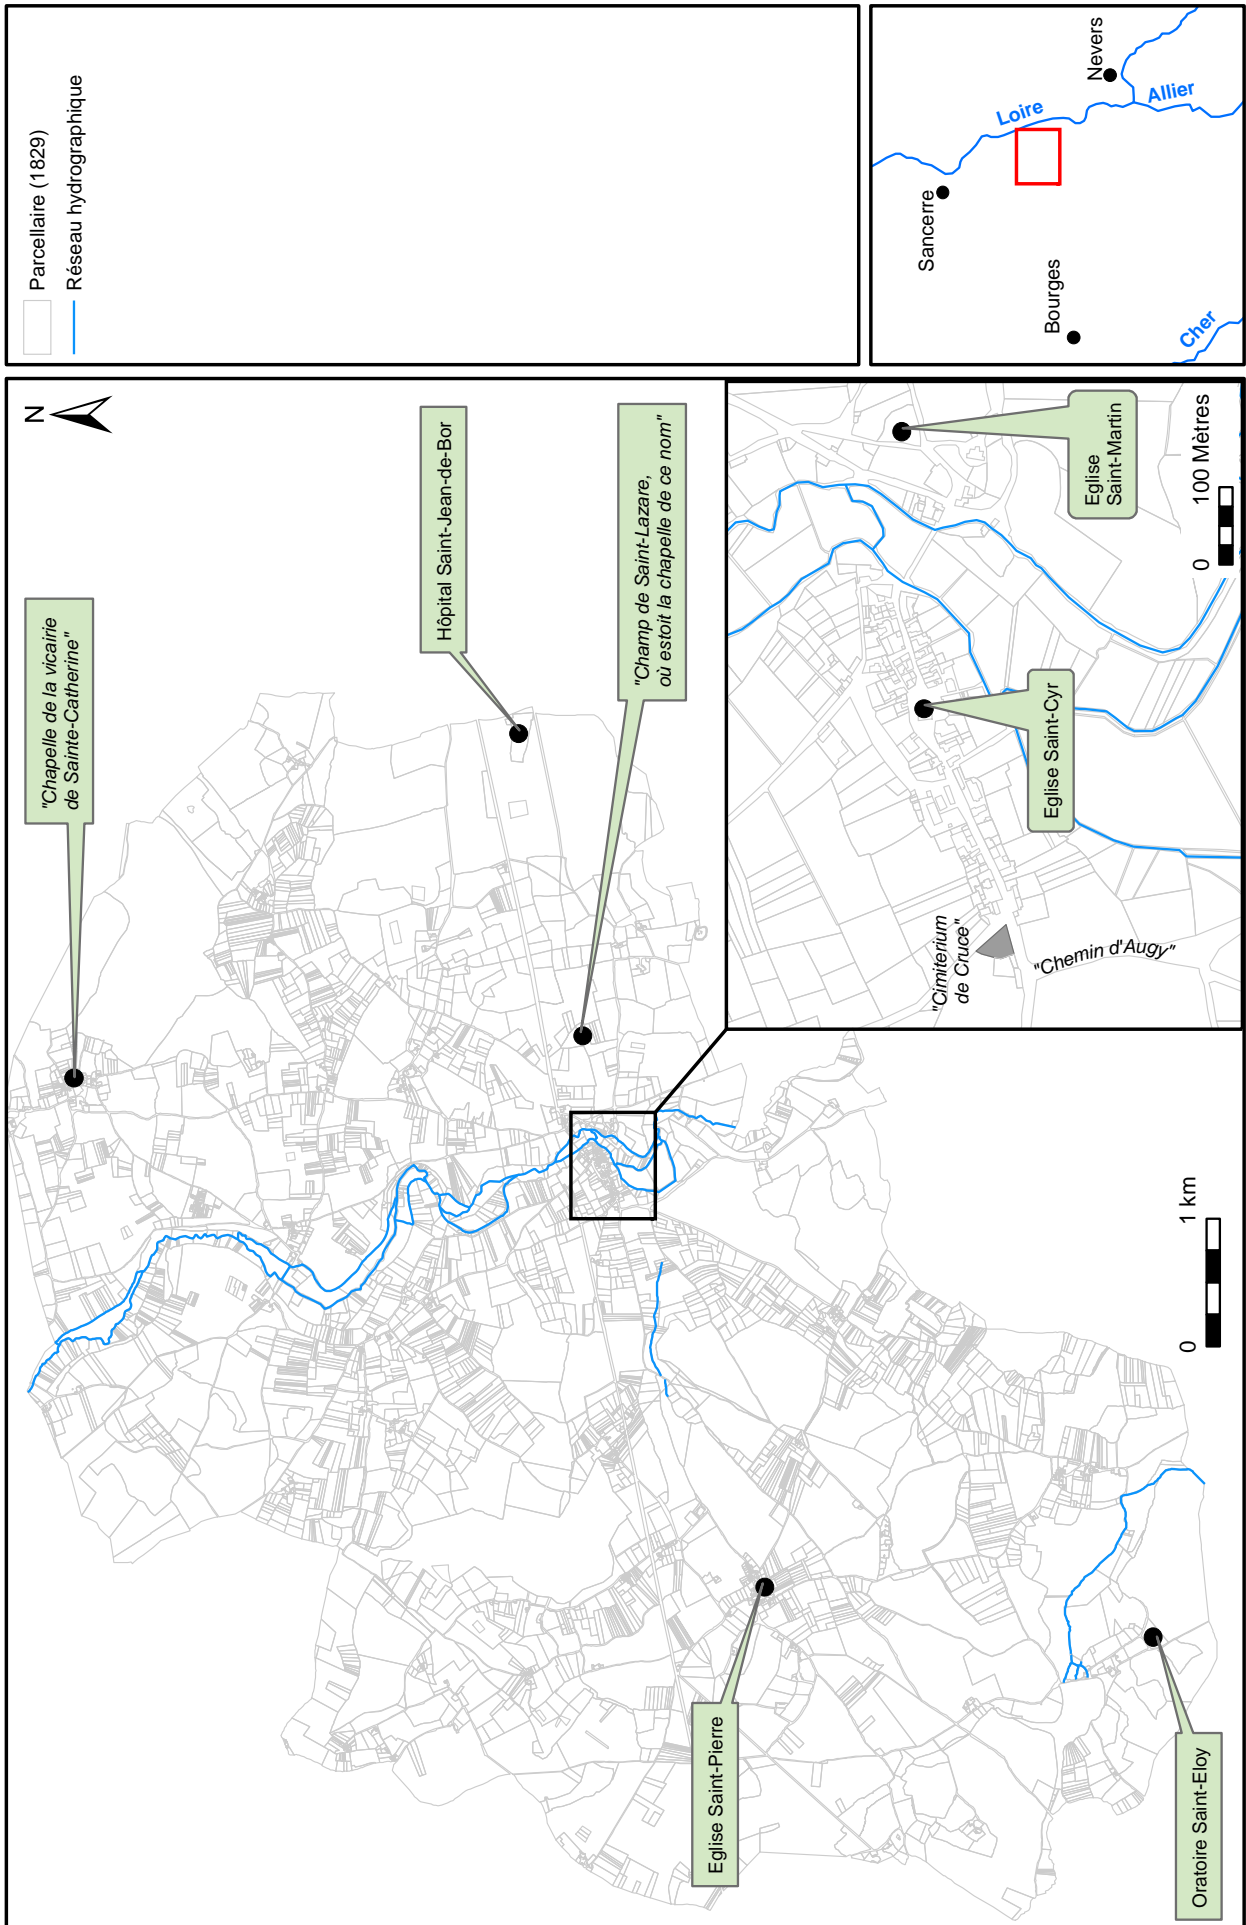 Parcellaire (1829)
Réseau hydrographique
Sancerre
Bourges
Nevers
Loire
Allier
Cher
N
"Chapelle de la vicairie
de Sainte-Catherine"
Hôpital Saint-Jean-de-Bor
"Champ de Saint-Lazare,
où estoit la chapelle de ce nom"
Eglise Saint-Pierre
Oratoire Saint-Eloy
0 1 km
"Cimiterium
de Cruce"
"Chemin d'Augy"
Eglise Saint-Cyr
Eglise
Saint-Martin
0 100 Mètres